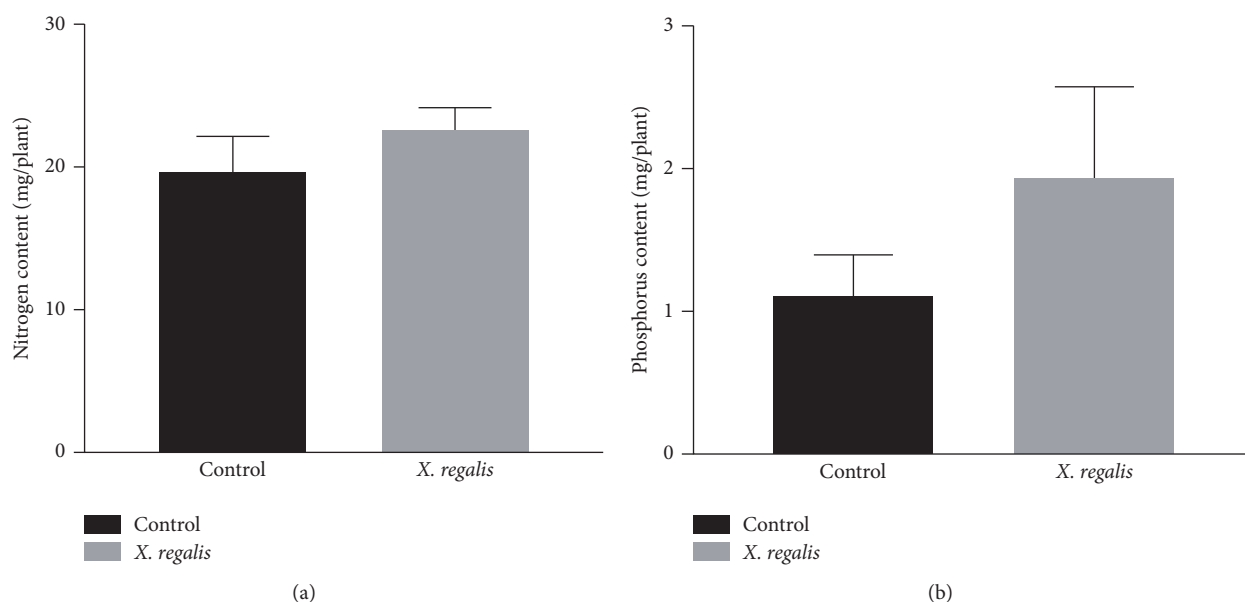 Nitrogen content (mg/plant)
30
20
10
0
Control
X. regalis
Control
X. regalis
(a)
Phosphorus content (mg/plant)
3
2
1
0
Control
X. regalis
Control
X. regalis
(b)